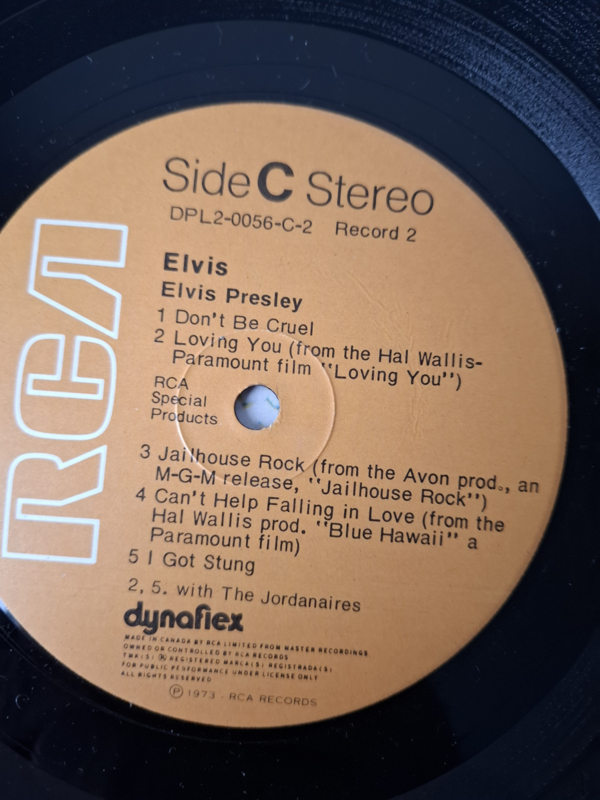 Side C Stereo
DPL2-0056-C-2 Record 2
Elvis
Elvis Presley
1 Don't Be Cruel
2 Loving You (from the Hal Wallis-
Paramount film "Loving You")
RCA
Special
Products
3 Jailhouse Rock (from the Avon prod., an
M-G-M release, "Jailhouse Rock")
4 Can't Help Falling in Love (from the
Hal Wallis prod. "Blue Hawaii" a
Paramount film)
5 I Got Stung
2, 5. with The Jordanaires
dynaflex
MADE IN CANADA BY RCA LIMITED FROM MASTER RECORDINGS
OWNED OR CONTROLLED BY RCA RECORDS
TMK(S) ® REGISTERED MARCA(S) REGISTRADA(S)
FOR PUBLIC PERFORMANCE UNDER LICENSE ONLY
ALL RIGHTS RESERVED
℗ 1973 - RCA RECORDS
RCA